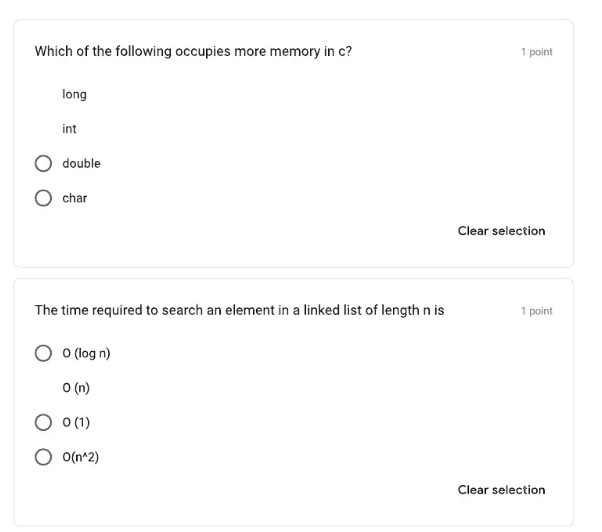 Which of the following occupies more memory in c?
1 point
long
int
double
char
Clear selection
The time required to search an element in a linked list of length n is
1 point
O (log n)
O (n)
O (1)
O(n^2)
Clear selection